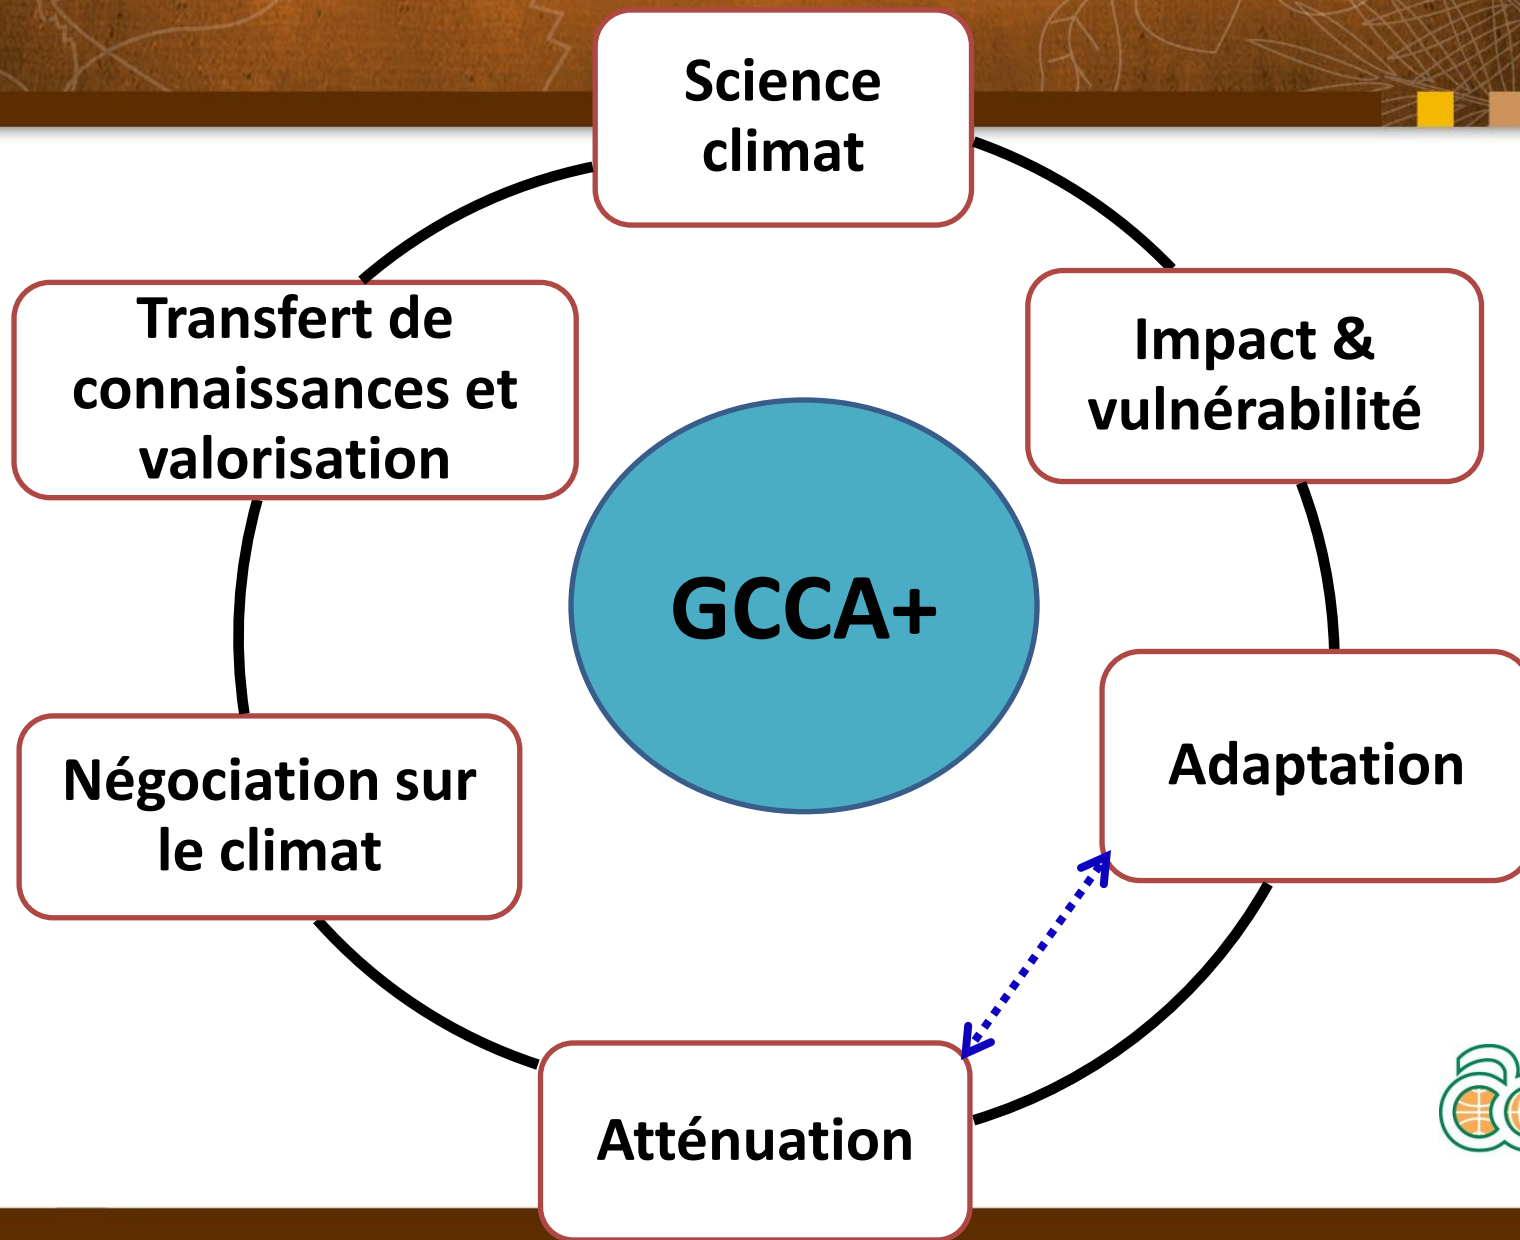 Science
climat
Transfert de
connaissances et
valorisation
Impact &
vulnérabilité
GCCA+
Négociation sur
le climat
Adaptation
Atténuation